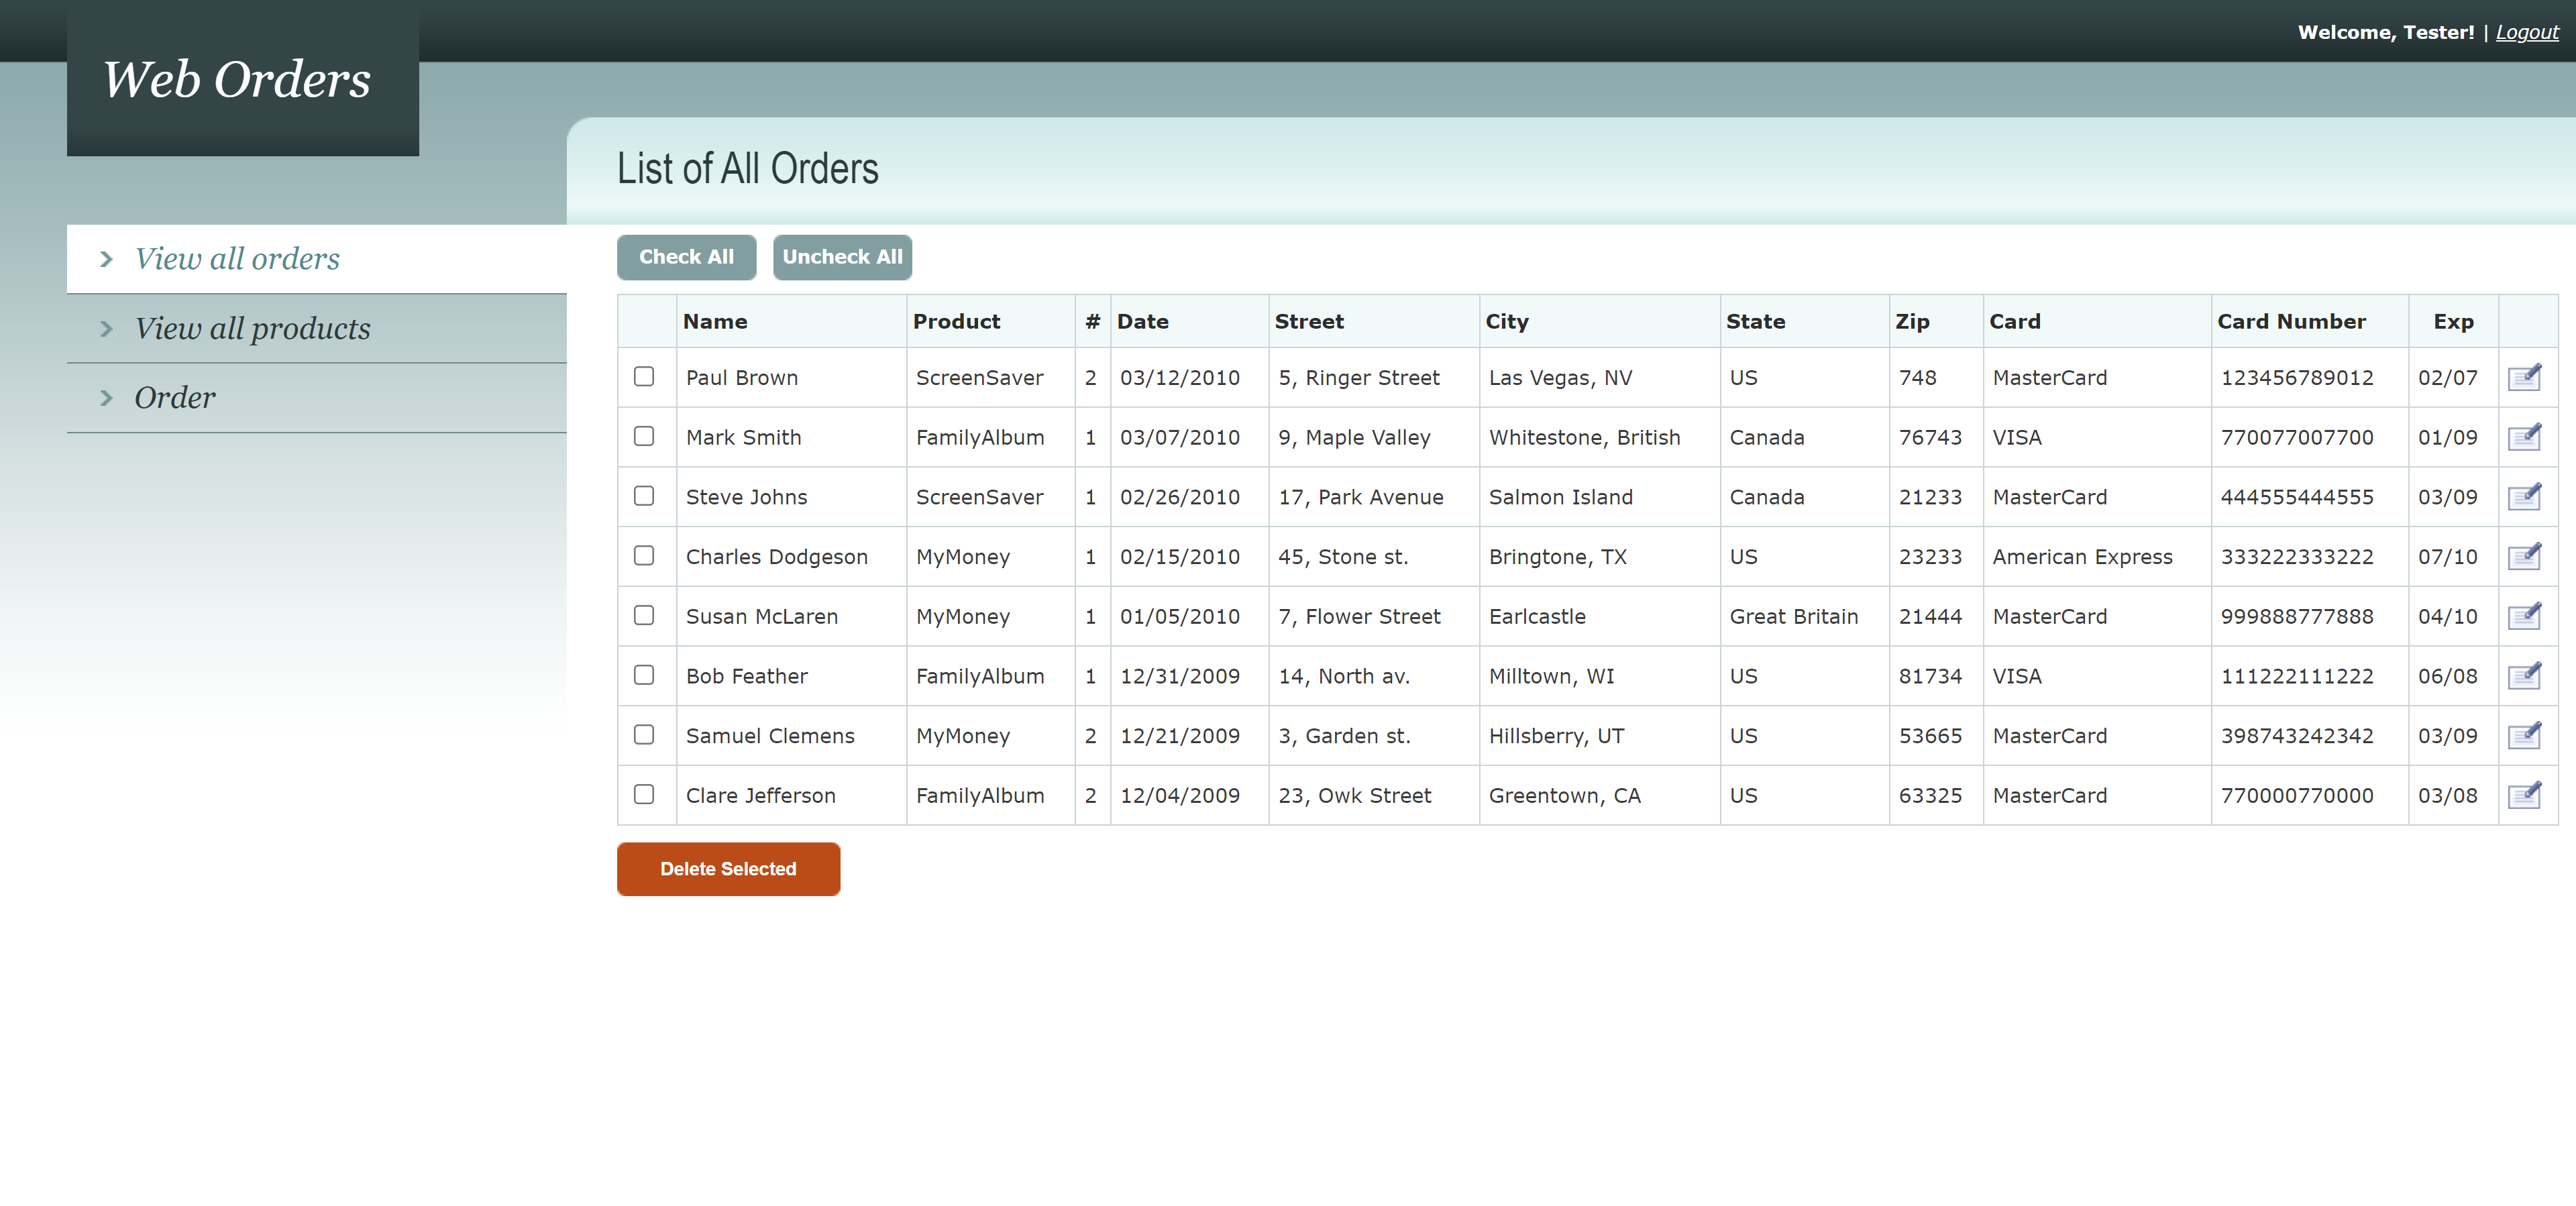 Welcome, Tester! | Logout
Web Orders
List of All Orders
View all orders
View all products
Order
Check All Uncheck All
Name Product # Date Street City State Zip Card Card Number Exp
Paul Brown ScreenSaver 2 03/12/2010 5, Ringer Street Las Vegas, NV US 748 MasterCard 123456789012 02/07
Mark Smith FamilyAlbum 1 03/07/2010 9, Maple Valley Whitestone, British Canada 76743 VISA 770077007700 01/09
Steve Johns ScreenSaver 1 02/26/2010 17, Park Avenue Salmon Island Canada 21233 MasterCard 444555444555 03/09
Charles Dodgeson MyMoney 1 02/15/2010 45, Stone st. Bringtone, TX US 23233 American Express 333222333222 07/10
Susan McLaren MyMoney 1 01/05/2010 7, Flower Street Earlcastle Great Britain 21444 MasterCard 999888777888 04/10
Bob Feather FamilyAlbum 1 12/31/2009 14, North av. Milltown, WI US 81734 VISA 111222111222 06/08
Samuel Clemens MyMoney 2 12/21/2009 3, Garden st. Hillsberry, UT US 53665 MasterCard 398743242342 03/09
Clare Jefferson FamilyAlbum 2 12/04/2009 23, Owk Street Greentown, CA US 63325 MasterCard 770000770000 03/08
Delete Selected